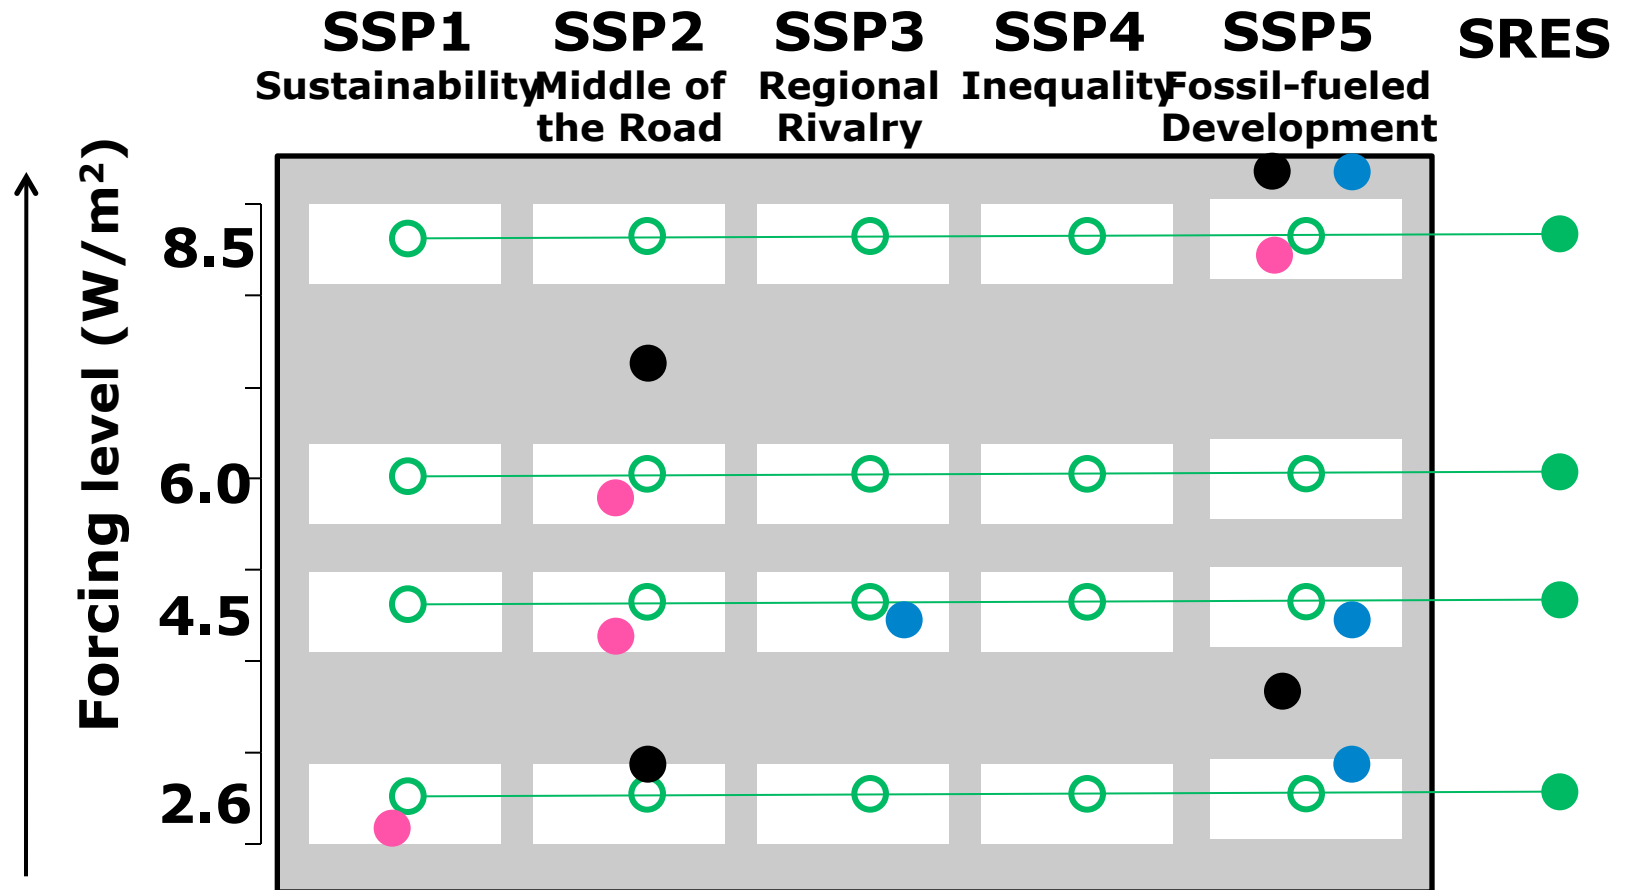 SSP1 SSP2 SSP3 SSP4 SSP5 SRES
Sustainability Middle of Regional Inequality Fossil-fueled
the Road Rivalry Development
Forcing level (W/m²)
8.5
6.0
4.5
2.6